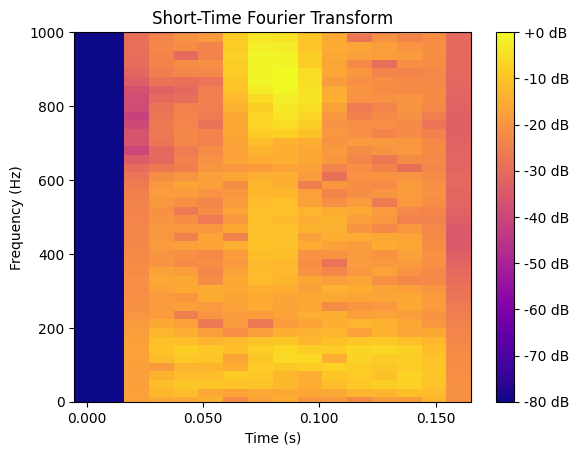 Short-Time Fourier Transform
1000
800
600
400
200
0
Frequency (Hz)
0.000
0.050
0.100
0.150
Time (s)
+0 dB
-10 dB
-20 dB
-30 dB
-40 dB
-50 dB
-60 dB
-70 dB
-80 dB